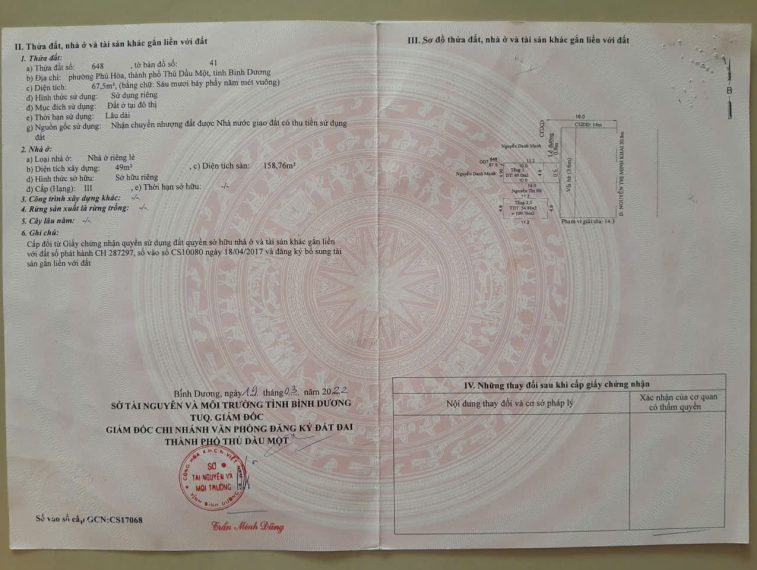 II. Thửa đất, nhà ở và tài sản khác gắn liền với đất
1. Thửa đất:
a) Thửa đất số: 648 , tờ bản đồ số: 41
b) Địa chỉ: phường Phú Hòa, thành phố Thủ Dầu Một, tỉnh Bình Dương
c) Diện tích: 67,5m², (bằng chữ: Sáu mươi bảy phẩy năm mét vuông)
d) Hình thức sử dụng: Sử dụng riêng
đ) Mục đích sử dụng: Đất ở tại đô thị
e) Thời hạn sử dụng: Lâu dài
g) Nguồn gốc sử dụng: Nhận chuyển nhượng đất được Nhà nước giao đất có thu tiền sử dụng
đất
2. Nhà ở:
a) Loại nhà ở: Nhà ở riêng lẻ
b) Diện tích xây dựng: 49m² , c) Diện tích sàn: 158,76m²
d) Hình thức sở hữu: Sở hữu riêng
đ) Cấp (Hạng): III , e) Thời hạn sở hữu: -/-
3. Công trình xây dựng khác: -/-
4. Rừng sản xuất là rừng trồng: -/-
5. Cây lâu năm: -/-
6. Ghi chú:
Cấp đổi từ Giấy chứng nhận quyền sử dụng đất quyền sở hữu nhà ở và tài sản khác gắn liền
với đất số phát hành CH 287297, số vào sổ CS10080 ngày 18/04/2017 và đăng ký bổ sung tài
sản gắn liền với đất
Bình Dương, ngày 19 tháng 03 năm 2022
SỞ TÀI NGUYÊN VÀ MÔI TRƯỜNG TỈNH BÌNH DƯƠNG
TUQ. GIÁM ĐỐC
GIÁM ĐỐC CHI NHÁNH VĂN PHÒNG ĐĂNG KÝ ĐẤT ĐAI
THÀNH PHỐ THỦ DẦU MỘT
SỞ
TÀI NGUYÊN VÀ
MÔI TRƯỜNG
TỈNH BÌNH DƯƠNG
Trần Minh Dũng
Số vào sổ cấp GCN:CS17068
III. Sơ đồ thửa đất, nhà ở và tài sản khác gắn liền với đất
Nguyễn Danh Mạnh
Nguyễn Danh Mạnh
Nguyễn Thị Hà
Tầng 1
Tầng 2,3
Lề đường
CGXD
Đ. NGUYỄN THỊ MINH KHAI
IV. Những thay đổi sau khi cấp giấy chứng nhận
Nội dung thay đổi và cơ sở pháp lý
Xác nhận của cơ quan
có thẩm quyền